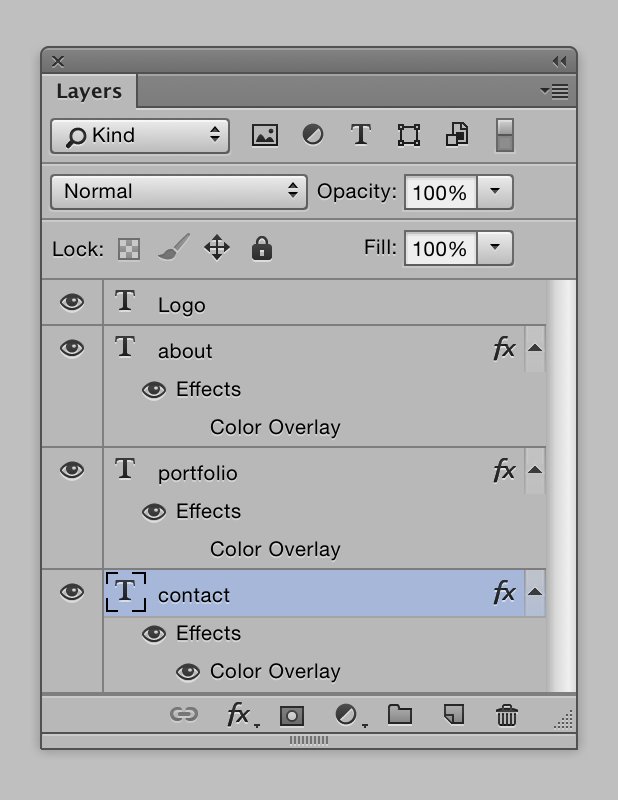 Layers
Kind T
Normal Opacity: 100%
Lock: Fill: 100%
T Logo
T about fx
Effects
Color Overlay
T portfolio fx
Effects
Color Overlay
T contact fx
Effects
Color Overlay
fx